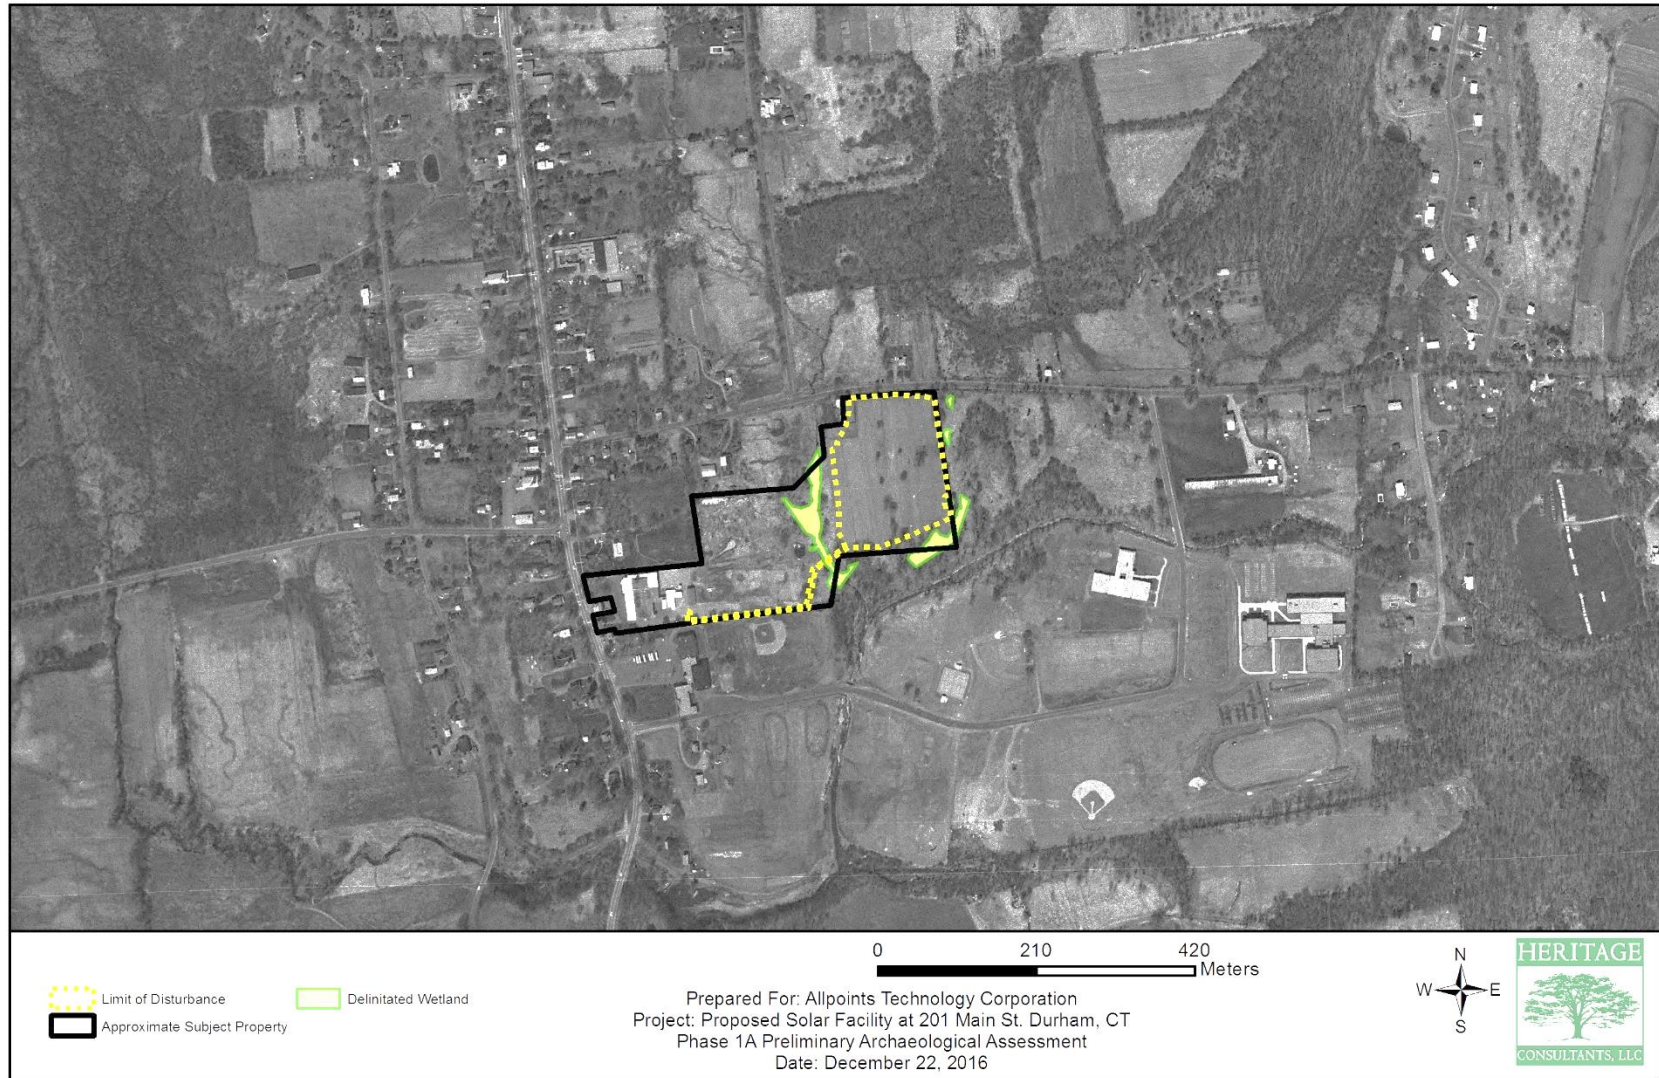 0 210 420
Meters
Limit of Disturbance
Delinitated Wetland
Approximate Subject Property
Prepared For: Allpoints Technology Corporation
Project: Proposed Solar Facility at 201 Main St. Durham, CT
Phase 1A Preliminary Archaeological Assessment
Date: December 22, 2016
N
W E
S
HERITAGE
CONSULTANTS, LLC